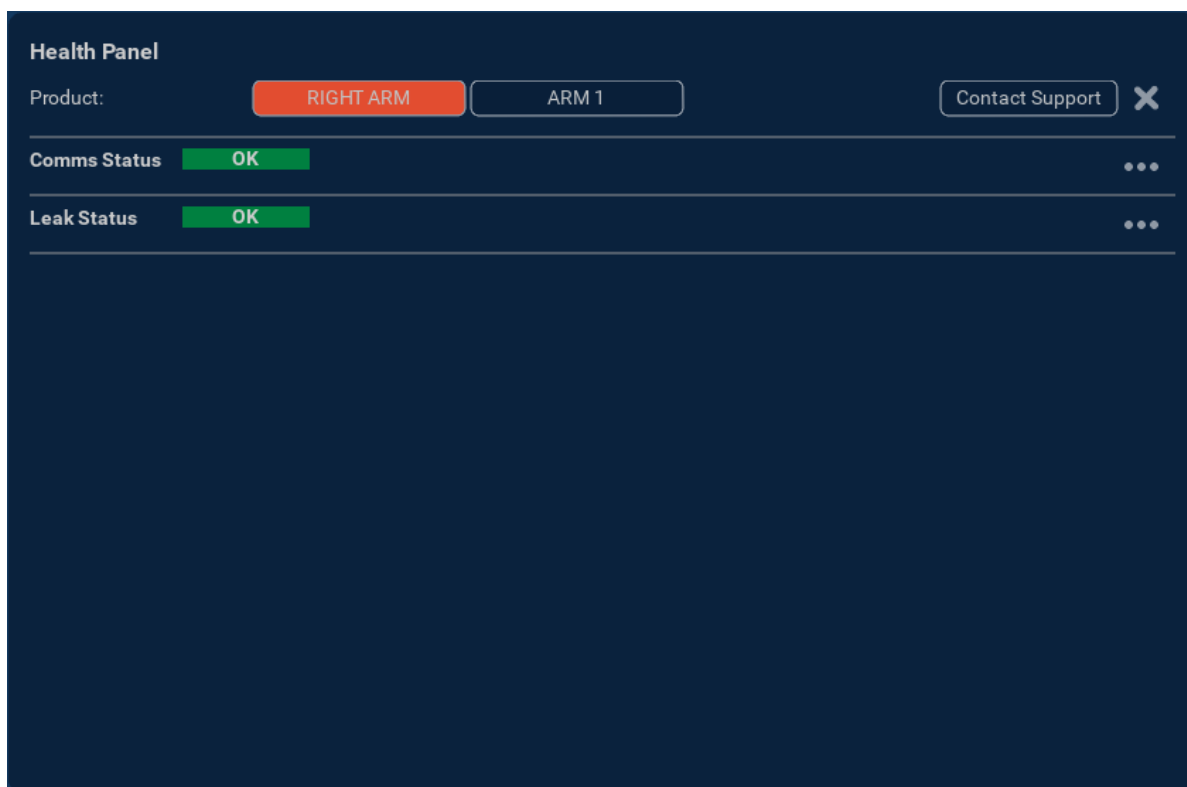 Health Panel
Product: RIGHT ARM ARM 1 Contact Support
Comms Status OK
Leak Status OK